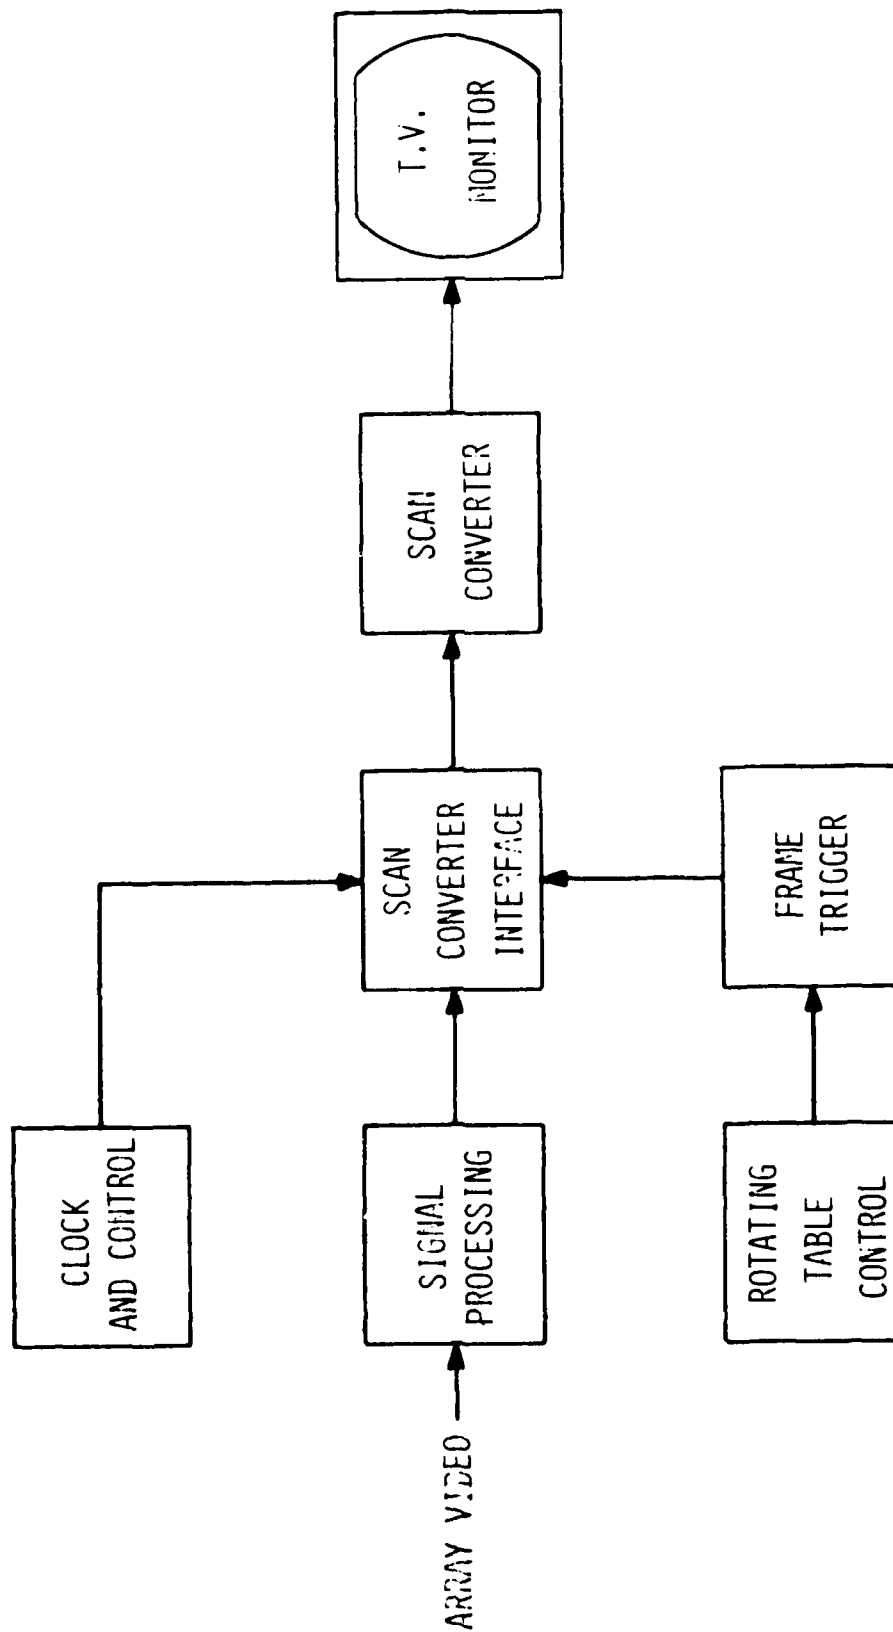 CLOCK
AND CONTROL
ARRAY VIDEO
SIGNAL
PROCESSING
SCAN
CONVERTER
INTERFACE
SCAN
CONVERTER
T.V.
MONITOR
ROTATING
TABLE
CONTROL
FRAME
TRIGGER